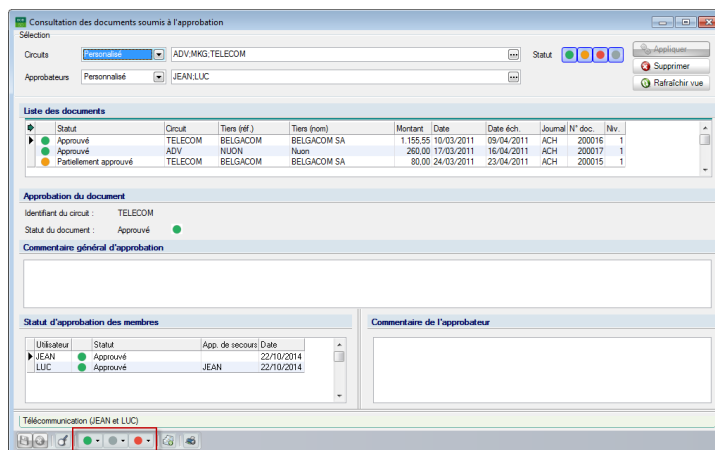 Consultation des documents soumis à l'approbation
Sélection
Circuits Personalisé ADV;MKG;TELECOM ... Statut Appliquer
Supprimer
Approbateurs Personnalisé JEAN;LUC ... Rafraîchir vue
Liste des documents
Statut Circuit Tiers (réf.) Tiers (nom) Montant Date Date éch. Journal N° doc. Niv.
Approuvé TELECOM BELGACOM BELGACOM SA 1.155,55 10/03/2011 09/04/2011 ACH 200016 1
Approuvé ADV NUON Nuon 260,00 17/03/2011 16/04/2011 ACH 200017 1
Partiellement approuvé TELECOM BELGACOM BELGACOM SA 80,00 24/03/2011 23/04/2011 ACH 200015 1
Approbation du document
Identifiant du circuit : TELECOM
Statut du document : Approuvé
Commentaire général d'approbation
Statut d'approbation des membres Commentaire de l'approbateur
Utilisateur Statut App. de secours Date
JEAN Approuvé 22/10/2014
LUC Approuvé JEAN 22/10/2014
Télécommunication (JEAN et LUC)